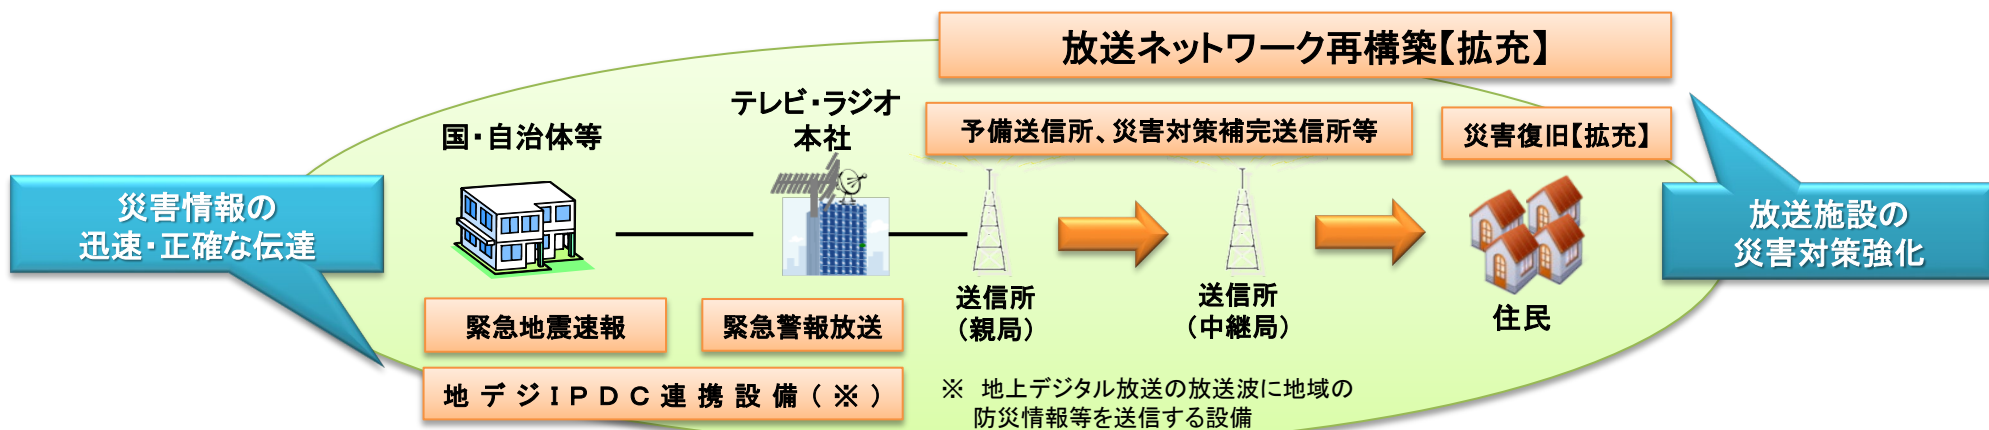 放送ネットワーク再構築【拡充】
テレビ・ラジオ
本社
国・自治体等
予備送信所、災害対策補完送信所等
災害復旧【拡充】
災害情報の
迅速・正確な伝達
放送施設の
災害対策強化
送信所
（親局）
送信所
（中継局）
住民
緊急地震速報
緊急警報放送
地デジＩＰＤＣ連携設備（※）
※　地上デジタル放送の放送波に地域の
防災情報等を送信する設備